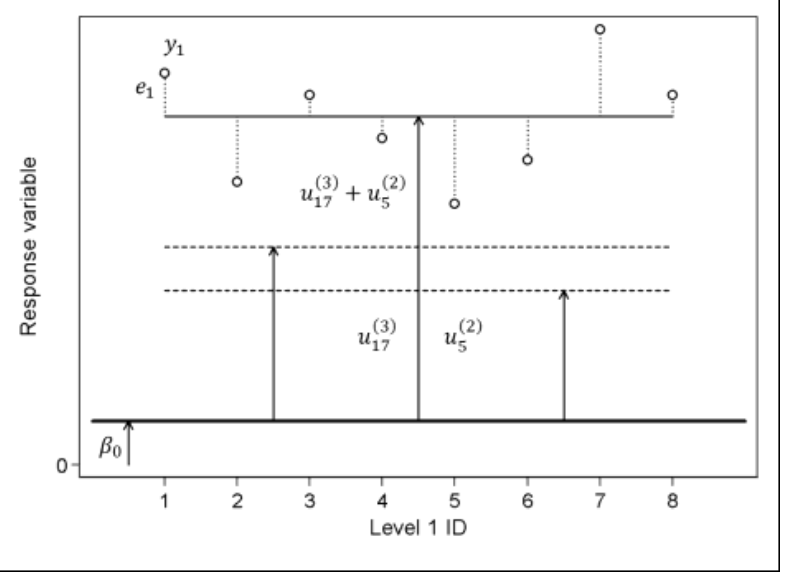 y₁
e₁
u₁₇⁽³⁾ + u₅⁽²⁾
u₁₇⁽³⁾ u₅⁽²⁾
β₀
0
1 2 3 4 5 6 7 8
Level 1 ID
Response variable